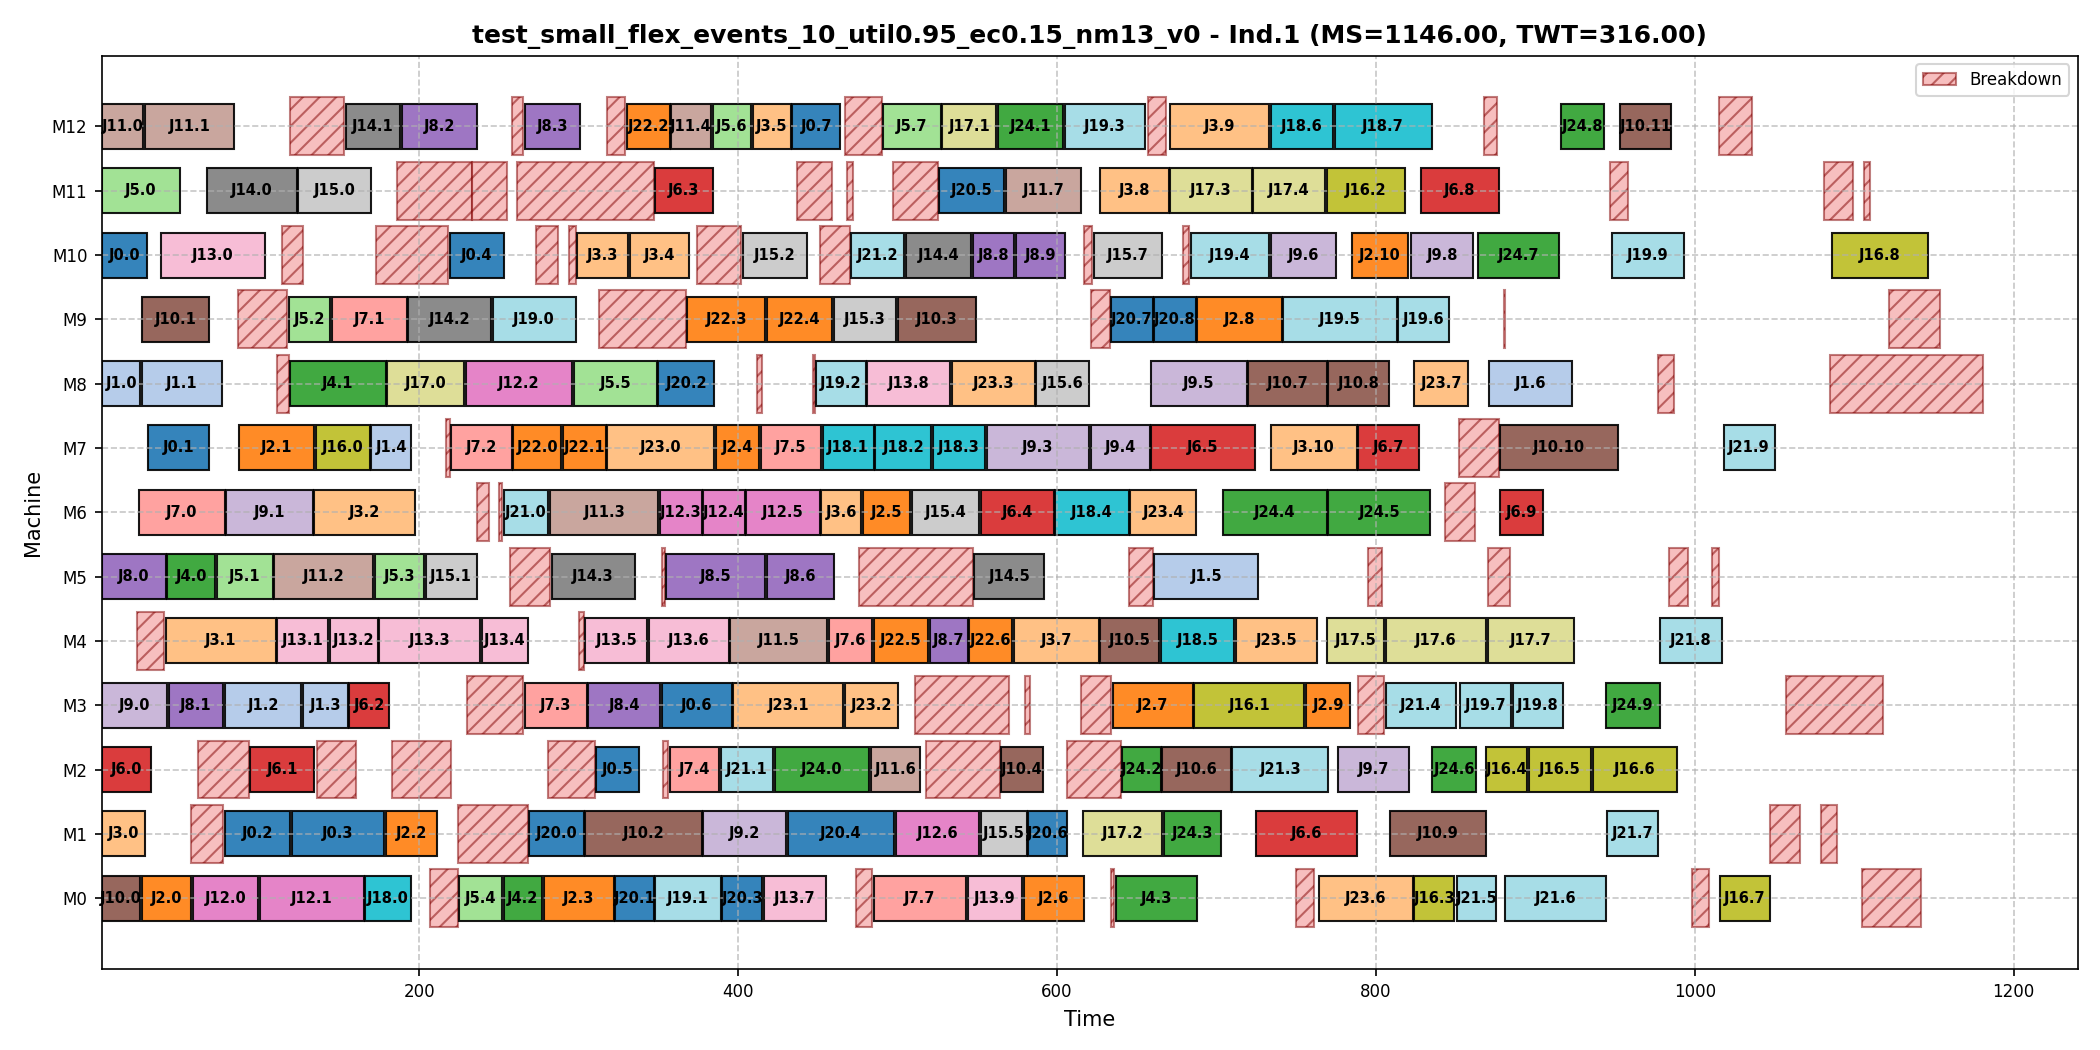 test_small_flex_events_10_util0.95_ec0.15_nm13_v0 - Ind.1 (MS=1146.00, TWT=316.00)
Breakdown
M12 J11.0 J11.1 J14.1 J8.2 J8.3 J22.2 J11.4 J5.6 J3.5 J0.7 J5.7 J17.1 J24.1 J19.3 J3.9 J18.6 J18.7 J24.8 J10.11
M11 J5.0 J14.0 J15.0 J6.3 J20.5 J11.7 J3.8 J17.3 J17.4 J16.2 J6.8
M10 J0.0 J13.0 J0.4 J3.3 J3.4 J15.2 J21.2 J14.4 J8.8 J8.9 J15.7 J19.4 J9.6 J2.10 J9.8 J24.7 J19.9 J16.8
M9 J10.1 J5.2 J7.1 J14.2 J19.0 J22.3 J22.4 J15.3 J10.3 J20.7 J20.8 J2.8 J19.5 J19.6
M8 J1.0 J1.1 J4.1 J17.0 J12.2 J5.5 J20.2 J19.2 J13.8 J23.3 J15.6 J9.5 J10.7 J10.8 J23.7 J1.6
M7 J0.1 J2.1 J16.0 J1.4 J7.2 J22.0 J22.1 J23.0 J2.4 J7.5 J18.1 J18.2 J18.3 J9.3 J9.4 J6.5 J3.10 J6.7 J10.10 J21.9
M6 J7.0 J9.1 J3.2 J21.0 J11.3 J12.3 J12.4 J12.5 J3.6 J2.5 J15.4 J6.4 J18.4 J23.4 J24.4 J24.5 J6.9
M5 J8.0 J4.0 J5.1 J11.2 J5.3 J15.1 J14.3 J8.5 J8.6 J14.5 J1.5
M4 J3.1 J13.1 J13.2 J13.3 J13.4 J13.5 J13.6 J11.5 J7.6 J22.5 J8.7 J22.6 J3.7 J10.5 J18.5 J23.5 J17.5 J17.6 J17.7 J21.8
M3 J9.0 J8.1 J1.2 J1.3 J6.2 J7.3 J8.4 J0.6 J23.1 J23.2 J2.7 J16.1 J2.9 J21.4 J19.7 J19.8 J24.9
M2 J6.0 J6.1 J0.5 J7.4 J21.1 J24.0 J11.6 J10.4 J24.2 J10.6 J21.3 J9.7 J24.6 J16.4 J16.5 J16.6
M1 J3.0 J0.2 J0.3 J2.2 J20.0 J10.2 J9.2 J20.4 J12.6 J15.5 J20.6 J17.2 J24.3 J6.6 J10.9 J21.7
M0 J10.0 J2.0 J12.0 J12.1 J18.0 J5.4 J4.2 J2.3 J20.1 J19.1 J20.3 J13.7 J7.7 J13.9 J2.6 J4.3 J23.6 J16.3 J21.5 J21.6 J16.7
Machine
200 400 600 800 1000 1200
Time